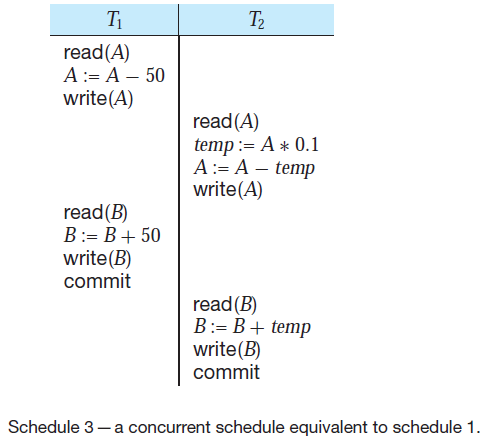 T1 T2
read(A)
A := A − 50
write(A)
read(A)
temp := A ∗ 0.1
A := A − temp
write(A)
read(B)
B := B + 50
write(B)
commit
read(B)
B := B + temp
write(B)
commit
Schedule 3 — a concurrent schedule equivalent to schedule 1.